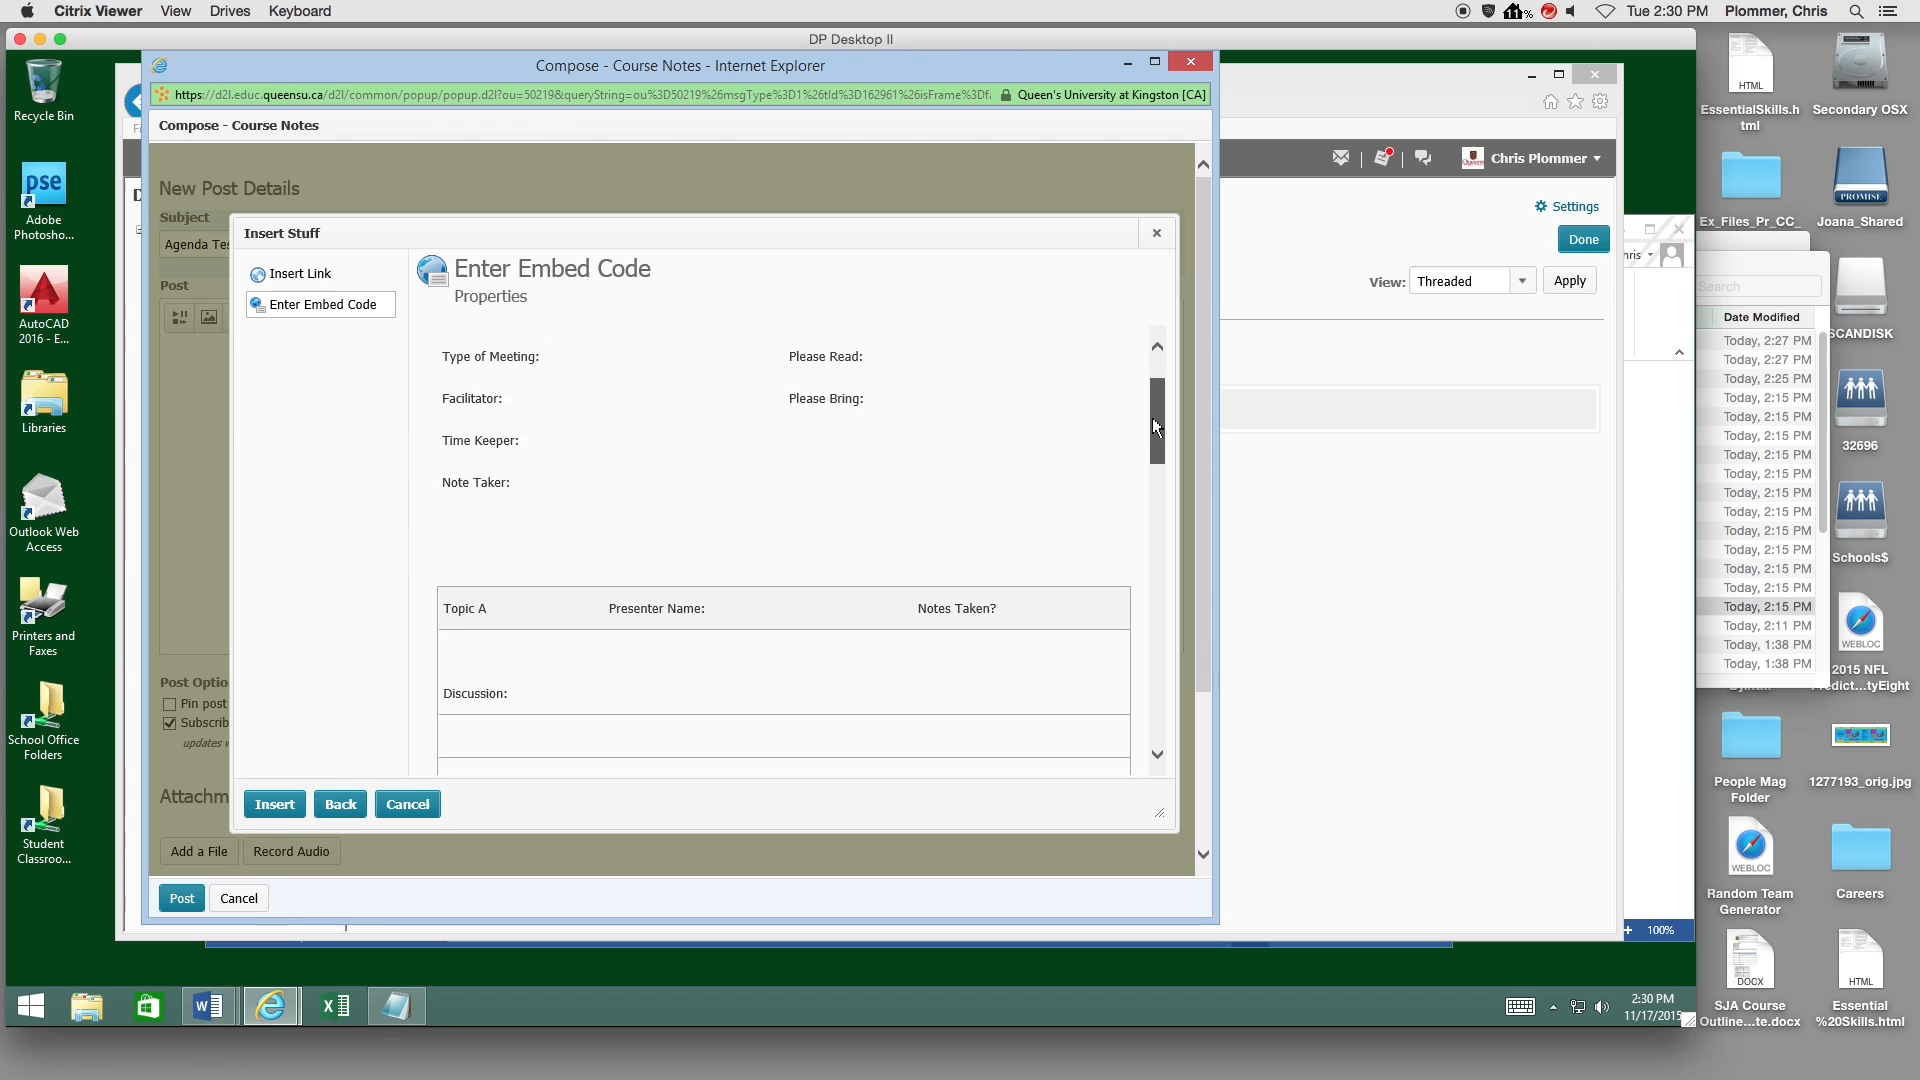 Citrix Viewer View Drives Keyboard
11% Tue 2:30 PM Plommer, Chris
DP Desktop II
Compose - Course Notes - Internet Explorer
https://d2l.educ.queensu.ca/d2l/common/popup/popup.d2l?ou=50219&queryString=ou%3D50219%26msgType%3D1%26tId%3D162961%26isFrame%3Df
Queen's University at Kingston [CA]
Compose - Course Notes
New Post Details
Subject
Agenda Tes
Post
Post Optio
Pin post
Subscrib
updates
Attachm
Add a File Record Audio
Post Cancel
Insert Stuff
Insert Link
Enter Embed Code
Enter Embed Code
Properties
Type of Meeting: Please Read:
Facilitator: Please Bring:
Time Keeper:
Note Taker:
Topic A Presenter Name: Notes Taken?
Discussion:
Insert Back Cancel
Chris Plommer
Settings
Done
View: Threaded Apply
hris
100%
Search
Date Modified
Today, 2:27 PM
Today, 2:27 PM
Today, 2:25 PM
Today, 2:15 PM
Today, 2:15 PM
Today, 2:15 PM
Today, 2:15 PM
Today, 2:15 PM
Today, 2:15 PM
Today, 2:15 PM
Today, 2:15 PM
Today, 2:15 PM
Today, 2:15 PM
Today, 2:15 PM
Today, 2:15 PM
Today, 2:11 PM
Today, 1:38 PM
Today, 1:38 PM
Recycle Bin
pse
Adobe
Photosho...
AutoCAD
2016 - E...
Libraries
Outlook Web
Access
Printers and
Faxes
School Office
Folders
Student
Classroo...
2:30 PM
11/17/2015
HTML
EssentialSkills.h
tml
Secondary OSX
Ex_Files_Pr_CC_
PROMISE
Joana_Shared
SCANDISK
32696
Schools$
WEBLOC
2015 NFL
Predict...tyEight
People Mag
Folder
1277193_orig.jpg
WEBLOC
Random Team
Generator
Careers
DOCX
SJA Course
Outline...te.docx
HTML
Essential
%20Skills.html